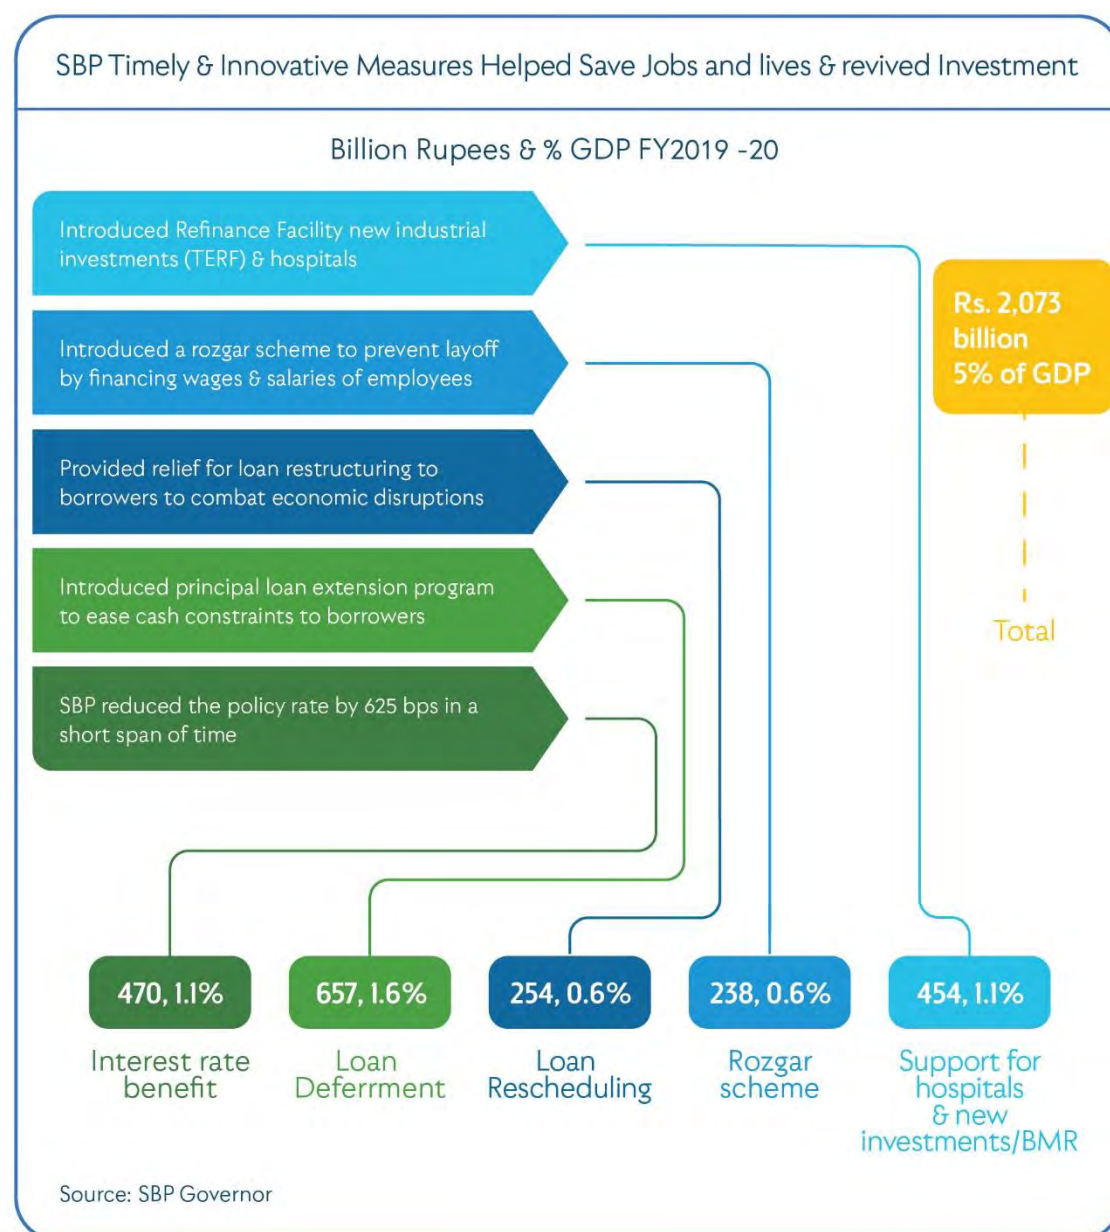 SBP Timely & Innovative Measures Helped Save Jobs and lives & revived Investment
Billion Rupees & % GDP FY2019 -20
Introduced Refinance Facility new industrial
investments (TERF) & hospitals
Introduced a rozgar scheme to prevent layoff
by financing wages & salaries of employees
Provided relief for loan restructuring to
borrowers to combat economic disruptions
Introduced principal loan extension program
to ease cash constraints to borrowers
SBP reduced the policy rate by 625 bps in a
short span of time
Rs. 2,073
billion
5% of GDP
Total
470, 1.1%
Interest rate
benefit
657, 1.6%
Loan
Deferrment
254, 0.6%
Loan
Rescheduling
238, 0.6%
Rozgar
scheme
454, 1.1%
Support for
hospitals
& new
investments/BMR
Source: SBP Governor